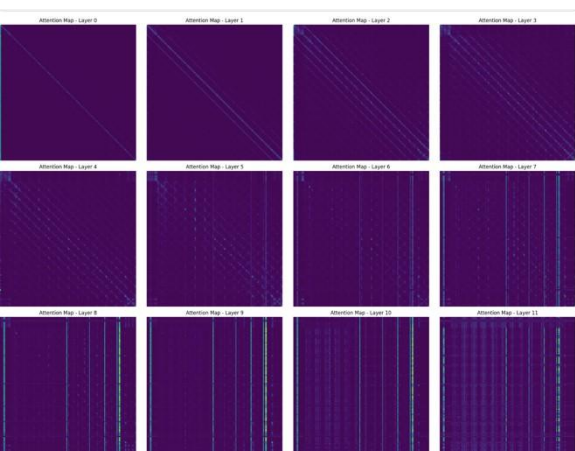 Attention Map - Layer 0
Attention Map - Layer 1
Attention Map - Layer 2
Attention Map - Layer 3
Attention Map - Layer 4
Attention Map - Layer 5
Attention Map - Layer 6
Attention Map - Layer 7
Attention Map - Layer 8
Attention Map - Layer 9
Attention Map - Layer 10
Attention Map - Layer 11